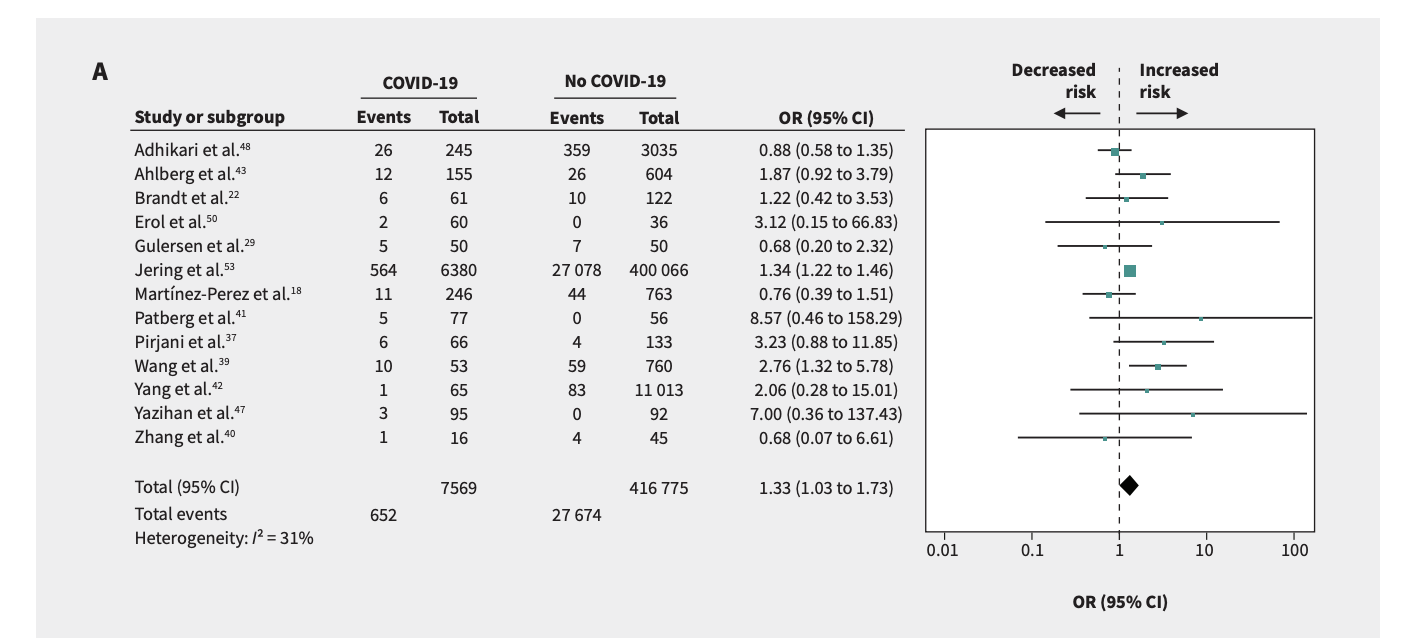 A
COVID-19 No COVID-19 Decreased risk Increased risk
Study or subgroup Events Total Events Total OR (95% CI)
Adhikari et al.48 26 245 359 3035 0.88 (0.58 to 1.35)
Ahlberg et al.43 12 155 26 604 1.87 (0.92 to 3.79)
Brandt et al.22 6 61 10 122 1.22 (0.42 to 3.53)
Erol et al.50 2 60 0 36 3.12 (0.15 to 66.83)
Gulersen et al.29 5 50 7 50 0.68 (0.20 to 2.32)
Jering et al.53 564 6380 27 078 400 066 1.34 (1.22 to 1.46)
Martínez-Perez et al.18 11 246 44 763 0.76 (0.39 to 1.51)
Patberg et al.41 5 77 0 56 8.57 (0.46 to 158.29)
Pirjani et al.37 6 66 4 133 3.23 (0.88 to 11.85)
Wang et al.39 10 53 59 760 2.76 (1.32 to 5.78)
Yang et al.42 1 65 83 11 013 2.06 (0.28 to 15.01)
Yazihan et al.47 3 95 0 92 7.00 (0.36 to 137.43)
Zhang et al.40 1 16 4 45 0.68 (0.07 to 6.61)
Total (95% CI) 7569 416 775 1.33 (1.03 to 1.73)
Total events 652 27 674
Heterogeneity: I² = 31%
0.01 0.1 1 10 100
OR (95% CI)